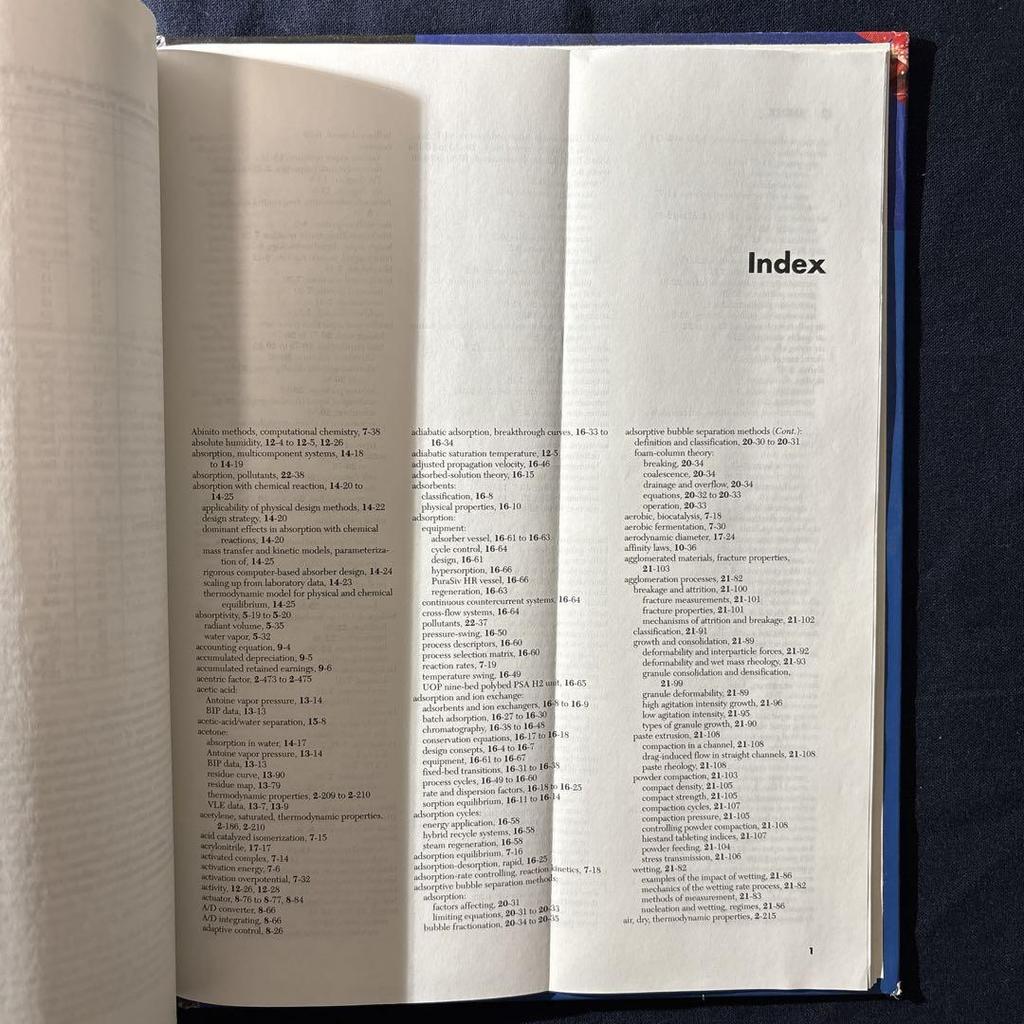 Index
Abinito methods, computational chemistry, 7-38
absolute humidity, 12-4 to 12-5, 12-26
absorption, multicomponent systems, 14-18
to 14-19
absorption, pollutants, 22-38
absorption with chemical reaction, 14-20 to
14-25
applicability of physical design methods, 14-22
design strategy, 14-20
dominant effects in absorption with chemical
reactions, 14-20
mass transfer and kinetic models, parameteriza-
tion of, 14-25
rigorous computer-based absorber design, 14-24
scaling up from laboratory data, 14-23
thermodynamic model for physical and chemical
equilibrium, 14-25
absorptivity, 5-19 to 5-20
radiant volume, 5-35
water vapor, 5-32
accounting equation, 9-4
accumulated depreciation, 9-5
accumulated retained earnings, 9-6
acentric factor, 2-473 to 2-475
acetic acid:
Antoine vapor pressure, 13-14
BIP data, 13-13
acetic-acid/water separation, 15-8
acetone:
absorption in water, 14-17
Antoine vapor pressure, 13-14
BIP data, 13-13
residue curve, 13-90
residue map, 13-79
thermodynamic properties, 2-209 to 2-210
VLE data, 13-7, 13-9
acetylene, saturated, thermodynamic properties,
2-186, 2-210
acid catalyzed isomerization, 7-15
acrylonitrile, 17-17
activated complex, 7-14
activation energy, 7-6
activation overpotential, 7-32
activity, 12-26, 12-28
actuator, 8-76 to 8-77, 8-84
A/D converter, 8-66
A/D integrating, 8-66
adaptive control, 8-26
adiabatic adsorption, breakthrough curves, 16-33 to
16-34
adiabatic saturation temperature, 12-5
adjusted propagation velocity, 16-46
adsorbed-solution theory, 16-15
adsorbents:
classification, 16-8
physical properties, 16-10
adsorption:
equipment:
adsorber vessel, 16-61 to 16-63
cycle control, 16-64
design, 16-61
hypersorption, 16-66
PuraSiv HR vessel, 16-66
regeneration, 16-63
continuous countercurrent systems, 16-64
cross-flow systems, 16-64
pollutants, 22-37
pressure-swing, 16-50
process descriptors, 16-60
process selection matrix, 16-60
reaction rates, 7-19
temperature swing, 16-49
UOP nine-bed polybed PSA H2 unit, 16-65
adsorption and ion exchange:
adsorbents and ion exchangers, 16-8 to 16-9
batch adsorption, 16-27 to 16-30
chromatography, 16-38 to 16-48
conservation equations, 16-17 to 16-18
design concepts, 16-4 to 16-7
equipment, 16-61 to 16-67
fixed-bed transitions, 16-31 to 16-38
process cycles, 16-49 to 16-60
rate and dispersion factors, 16-18 to 16-25
sorption equilibrium, 16-11 to 16-14
adsorption cycles:
energy application, 16-58
hybrid recycle systems, 16-58
steam regeneration, 16-58
adsorption equilibrium, 7-16
adsorption-desorption, rapid, 16-25
adsorption-rate controlling, reaction kinetics, 7-18
adsorptive bubble separation methods:
adsorption:
factors affecting, 20-31
limiting equations, 20-31 to 20-33
bubble fractionation, 20-34 to 20-35
adsorptive bubble separation methods (Cont.):
definition and classification, 20-30 to 20-31
foam-column theory:
breaking, 20-34
coalescence, 20-34
drainage and overflow, 20-34
equations, 20-32 to 20-33
operation, 20-33
aerobic, biocatalysis, 7-18
aerobic fermentation, 7-30
aerodynamic diameter, 17-24
affinity laws, 10-36
agglomerated materials, fracture properties,
21-103
agglomeration processes, 21-82
breakage and attrition, 21-100
fracture measurements, 21-101
fracture properties, 21-101
mechanisms of attrition and breakage, 21-102
classification, 21-91
growth and consolidation, 21-89
deformability and interparticle forces, 21-92
deformability and wet mass rheology, 21-93
granule consolidation and densification,
21-99
granule deformability, 21-89
high agitation intensity growth, 21-96
low agitation intensity, 21-95
types of granule growth, 21-90
paste extrusion, 21-108
compaction in a channel, 21-108
drag-induced flow in straight channels, 21-108
paste rheology, 21-108
powder compaction, 21-103
compact density, 21-105
compact strength, 21-105
compaction cycles, 21-107
compaction pressure, 21-105
controlling powder compaction, 21-108
hiestand tableting indices, 21-107
powder feeding, 21-104
stress transmission, 21-106
wetting, 21-82
examples of the impact of wetting, 21-86
mechanics of the wetting rate process, 21-82
methods of measurement, 21-83
nucleation and wetting, regimes, 21-86
air, dry, thermodynamic properties, 2-215
1